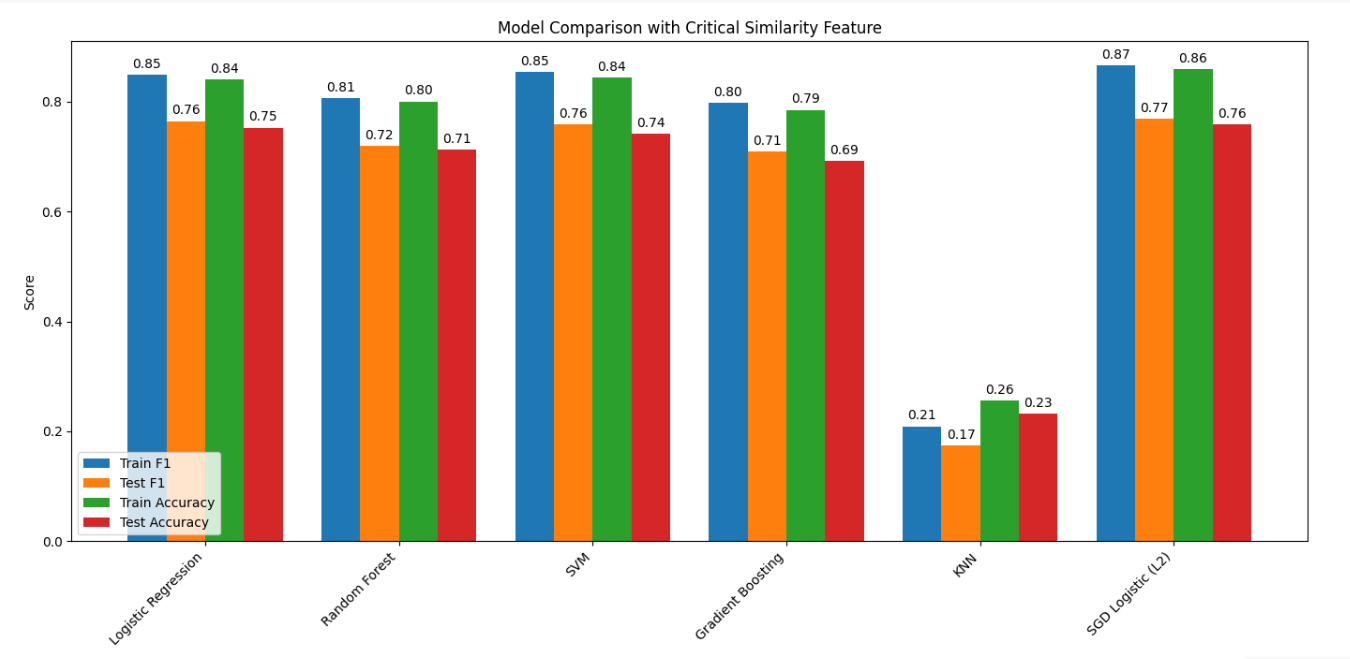 Model Comparison with Critical Similarity Feature
Score
0.8
0.6
0.4
0.2
0.0
0.85
0.76
0.84
0.75
0.81
0.72
0.80
0.71
0.85
0.76
0.84
0.74
0.80
0.71
0.79
0.69
0.21
0.17
0.26
0.23
0.87
0.77
0.86
0.76
Train F1
Test F1
Train Accuracy
Test Accuracy
Logistic Regression
Random Forest
SVM
Gradient Boosting
KNN
SGD Logistic (L2)